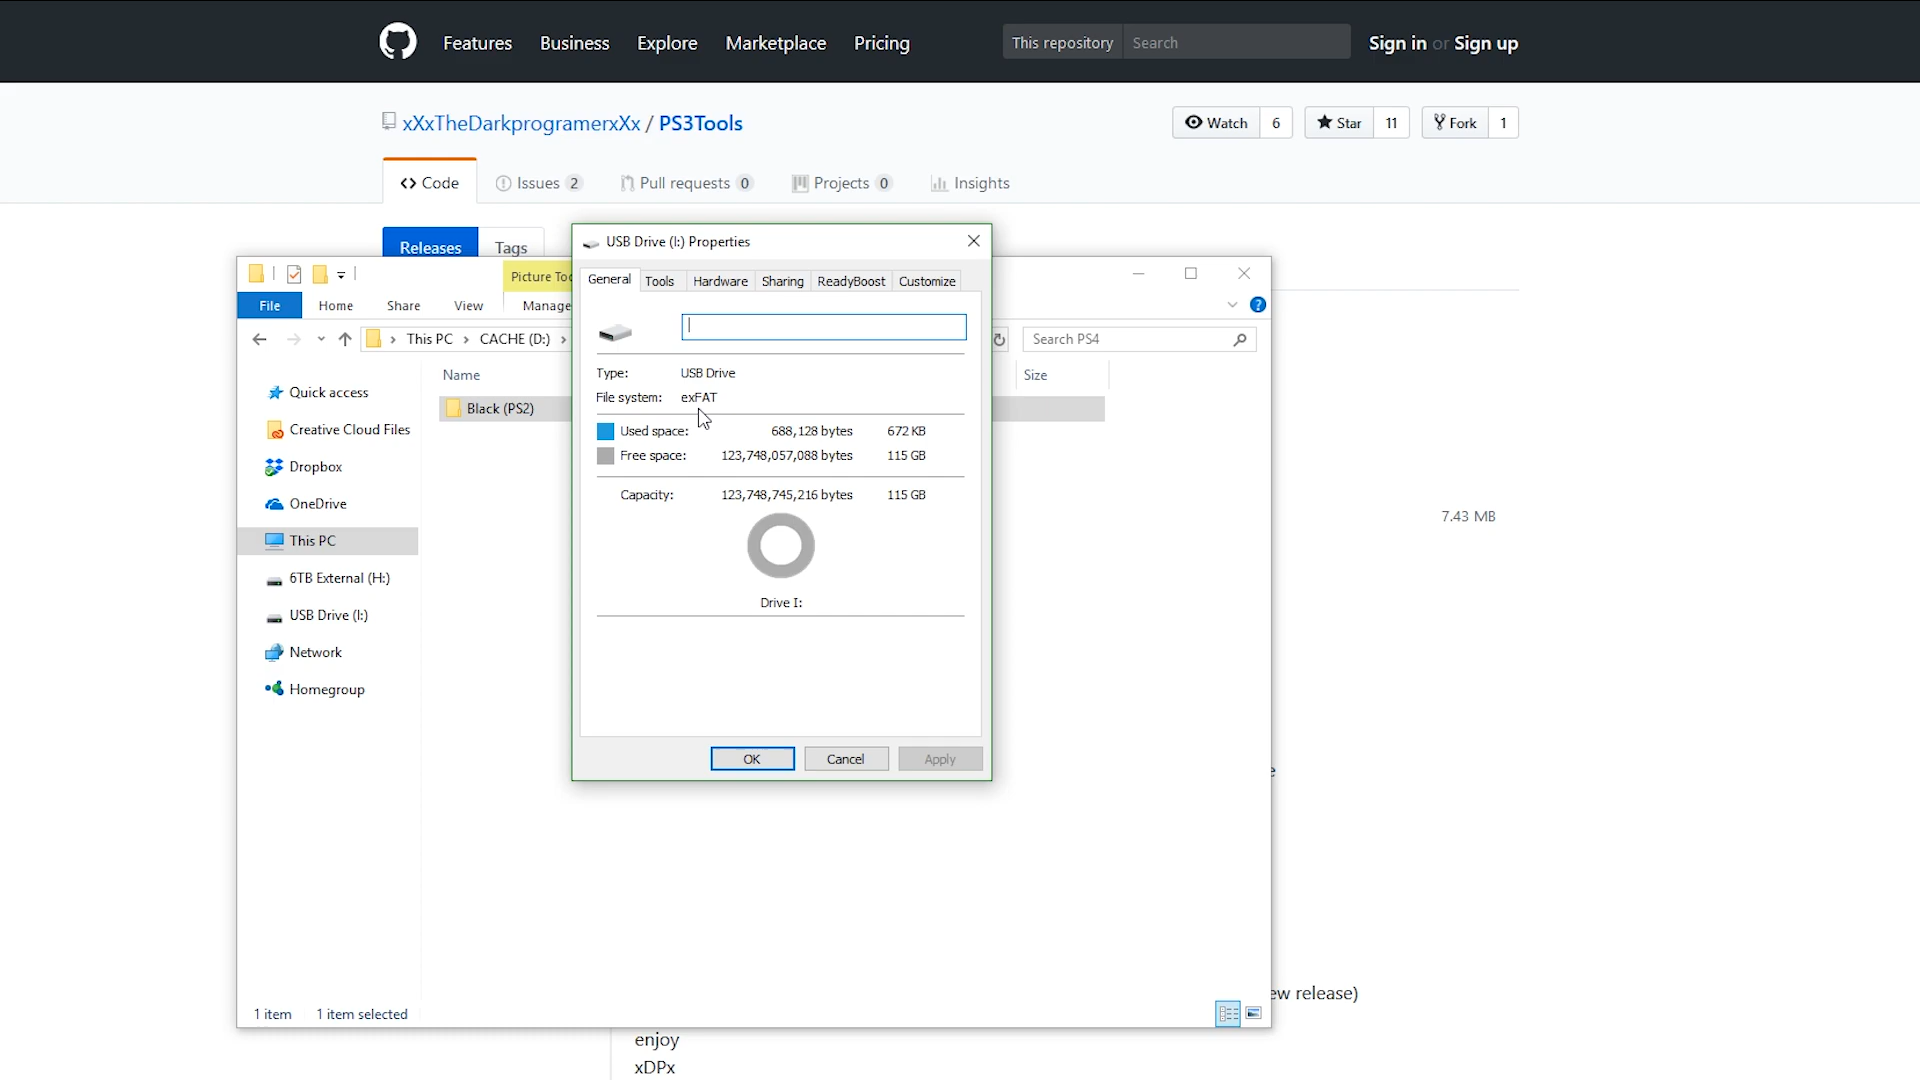 Features Business Explore Marketplace Pricing This repository Search Sign in or Sign up
xXxTheDarkprogramerxXx / PS3Tools Watch 6 Star 11 Fork 1
Code Issues 2 Pull requests 0 Projects 0 Insights
Releases Tags
USB Drive (I:) Properties
Picture Too
General Tools Hardware Sharing ReadyBoost Customize
File Home Share View Manage
This PC CACHE (D:) Search PS4
Name Size
Quick access
Black (PS2)
Creative Cloud Files
Dropbox
OneDrive
This PC
6TB External (H:)
USB Drive (I:)
Network
Homegroup
Type: USB Drive
File system: exFAT
Used space: 688,128 bytes 672 KB
Free space: 123,748,057,088 bytes 115 GB
Capacity: 123,748,745,216 bytes 115 GB
Drive I:
OK Cancel Apply
7.43 MB
e
ew release)
1 item 1 item selected
enjoy
xDPx